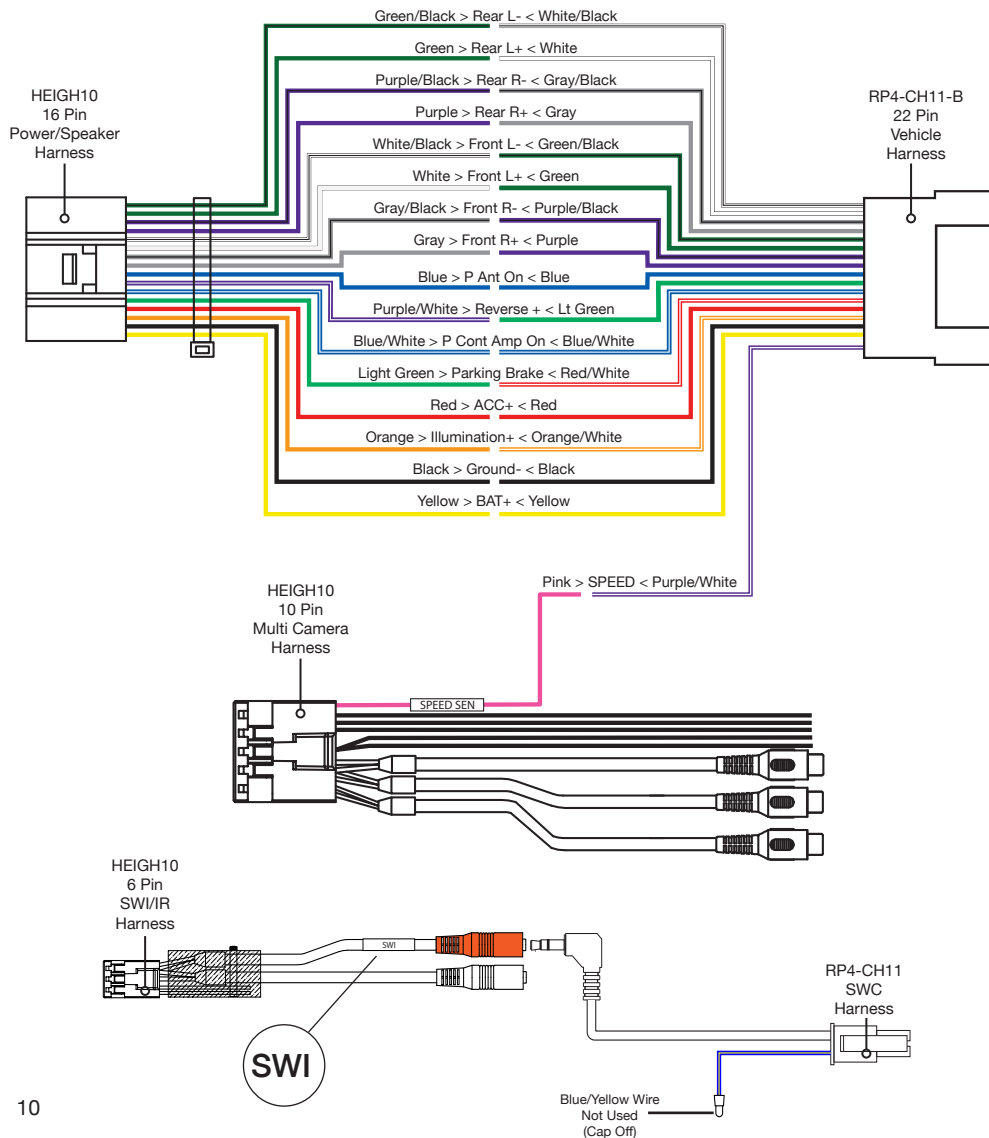 Green/Black > Rear L- < White/Black
Green > Rear L+ < White
Purple/Black > Rear R- < Gray/Black
Purple > Rear R+ < Gray
White/Black > Front L- < Green/Black
White > Front L+ < Green
Gray/Black > Front R- < Purple/Black
Gray > Front R+ < Purple
Blue > P Ant On < Blue
Purple/White > Reverse + < Lt Green
Blue/White > P Cont Amp On < Blue/White
Light Green > Parking Brake < Red/White
Red > ACC+ < Red
Orange > Illumination+ < Orange/White
Black > Ground- < Black
Yellow > BAT+ < Yellow
HEIGH10
16 Pin
Power/Speaker
Harness
RP4-CH11-B
22 Pin
Vehicle
Harness
Pink > SPEED < Purple/White
HEIGH10
10 Pin
Multi Camera
Harness
SPEED SEN
HEIGH10
6 Pin
SWI/IR
Harness
SWI
SWI
RP4-CH11
SWC
Harness
Blue/Yellow Wire
Not Used
(Cap Off)
10